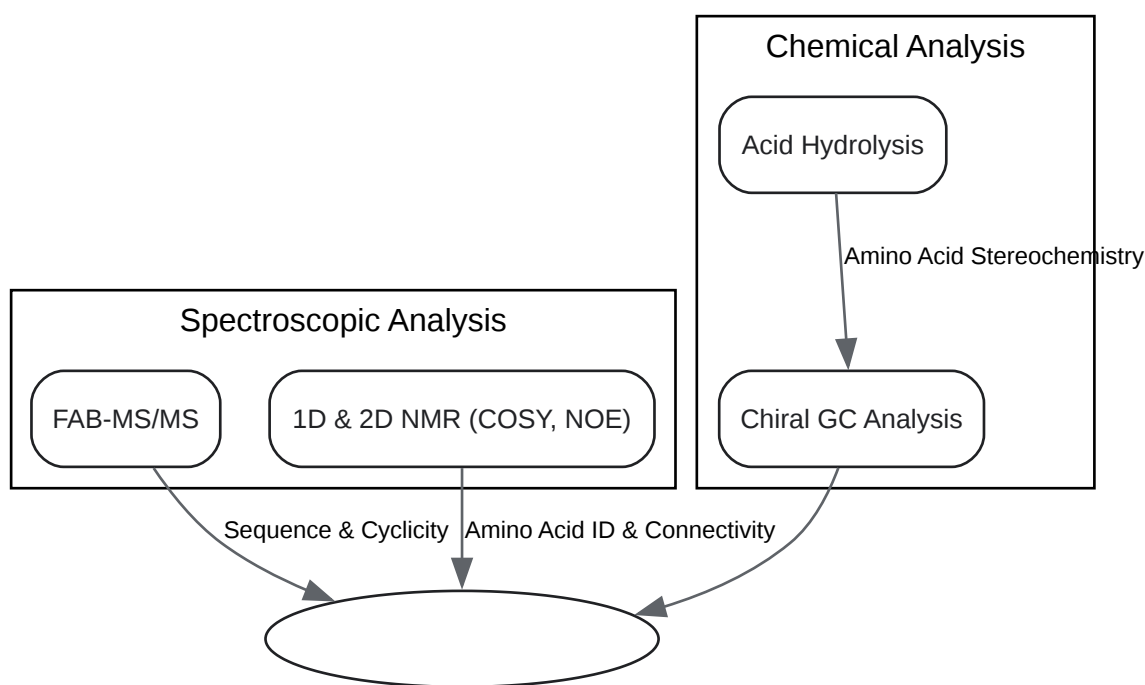 Chemical Analysis
Acid Hydrolysis
Amino Acid Stereochemistry
Spectroscopic Analysis
FAB-MS/MS
1D & 2D NMR (COSY, NOE)
Chiral GC Analysis
Sequence & Cyclicity
Amino Acid ID & Connectivity